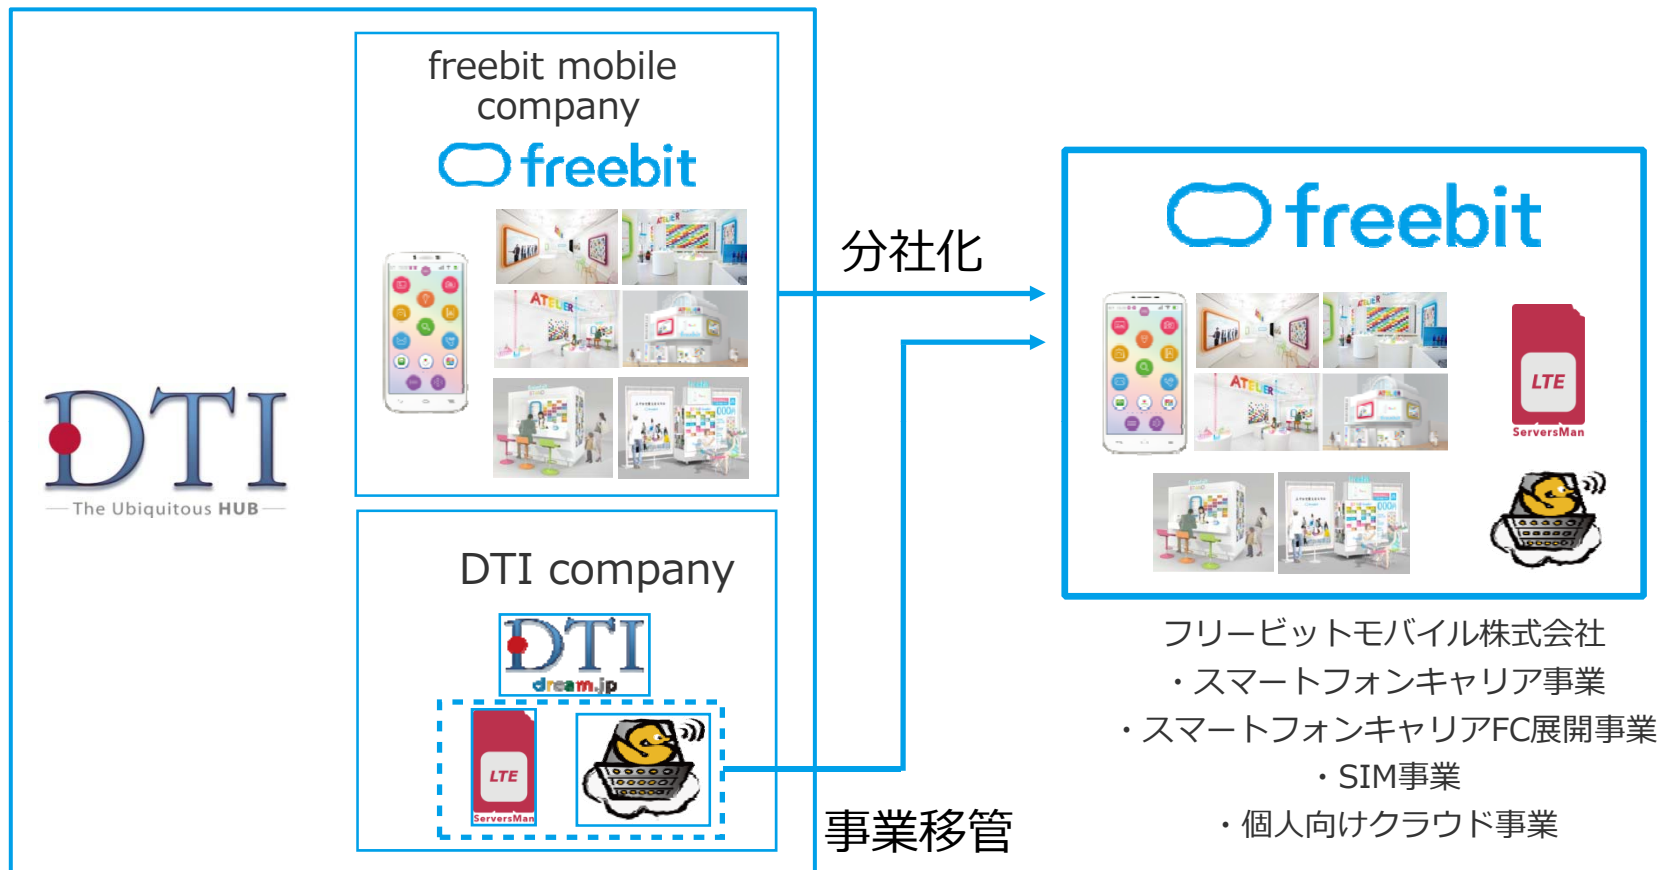 freebit mobile
company
freebit
ATELIER
ATELIER
DTI
The Ubiquitous HUB
DTI company
DTI
dream.jp
LTE
ServersMan
分社化
事業移管
freebit
ATELIER
ATELIER
LTE
ServersMan
フリービットモバイル株式会社
・スマートフォンキャリア事業
・スマートフォンキャリアFC展開事業
・SIM事業
・個人向けクラウド事業